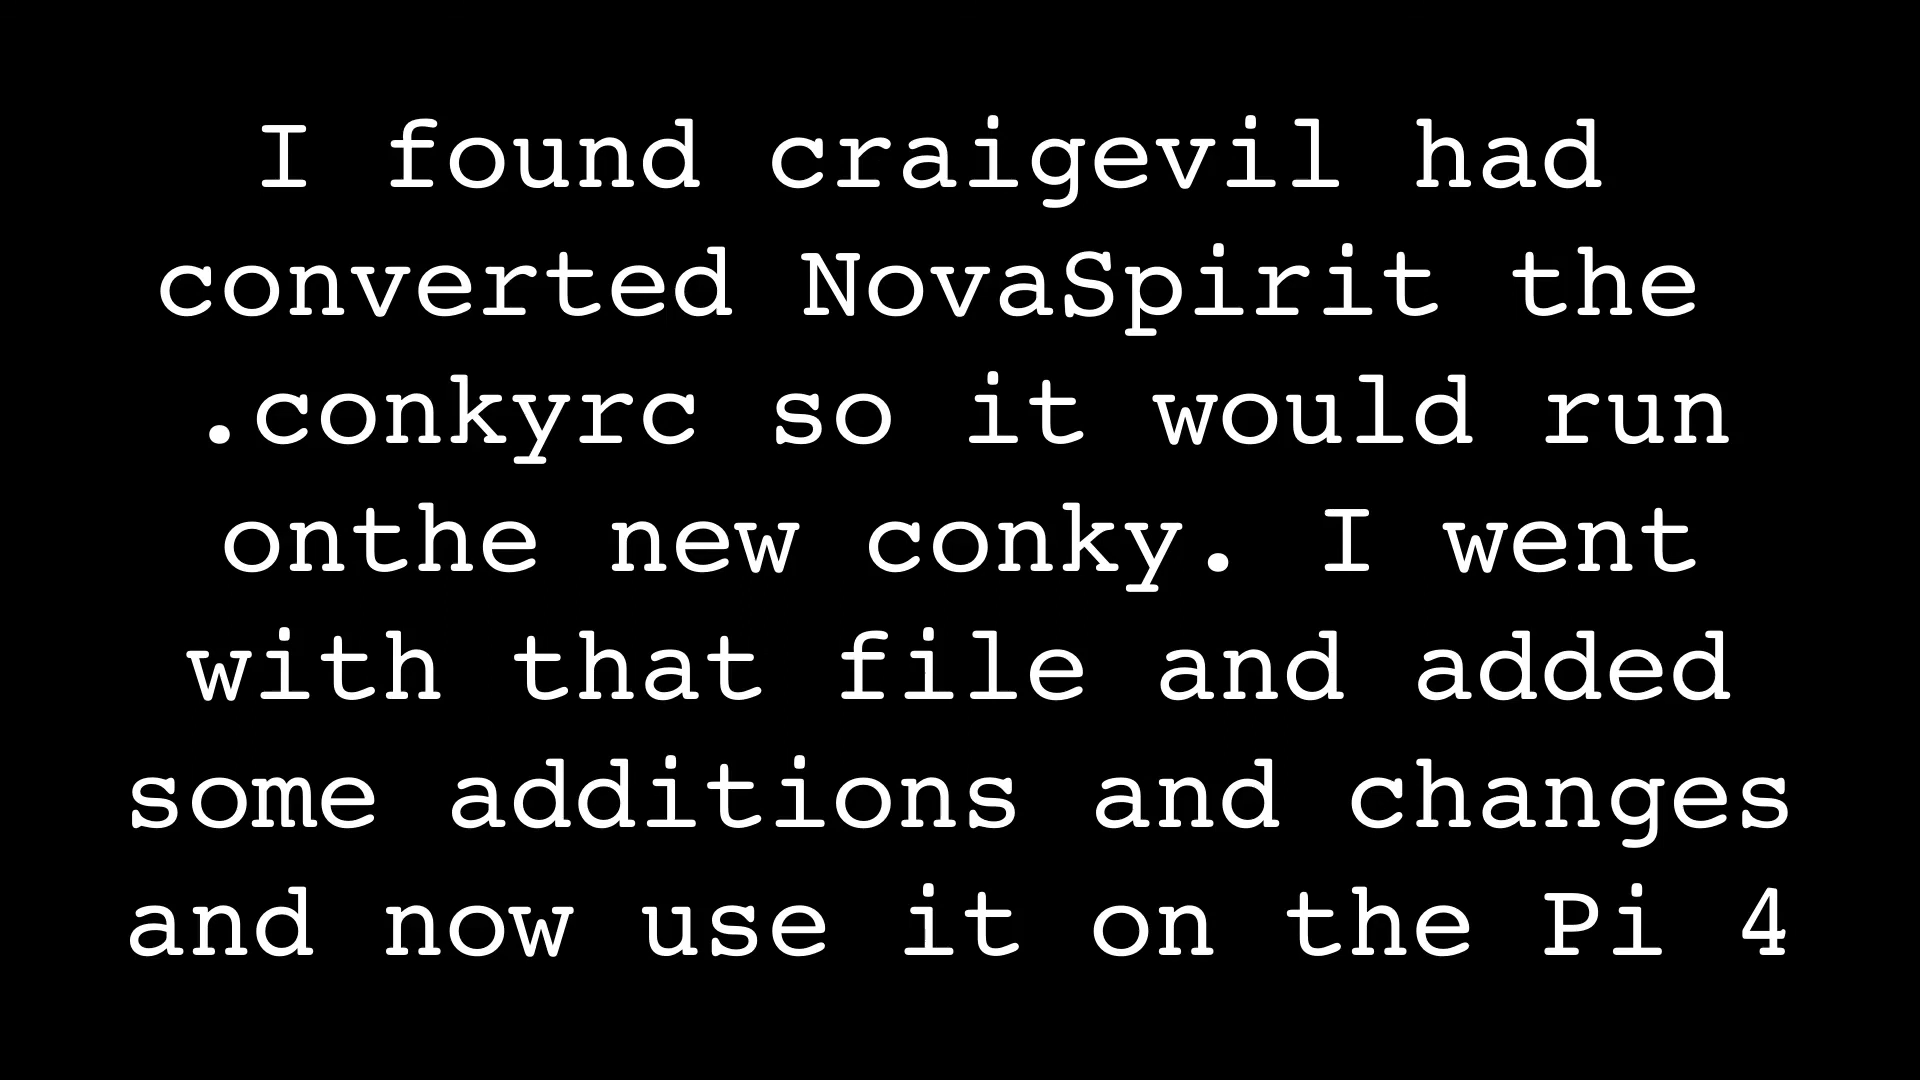 I found craigevil had
converted NovaSpirit the
.conkyrc so it would run
onthe new conky. I went
with that file and added
some additions and changes
and now use it on the Pi 4